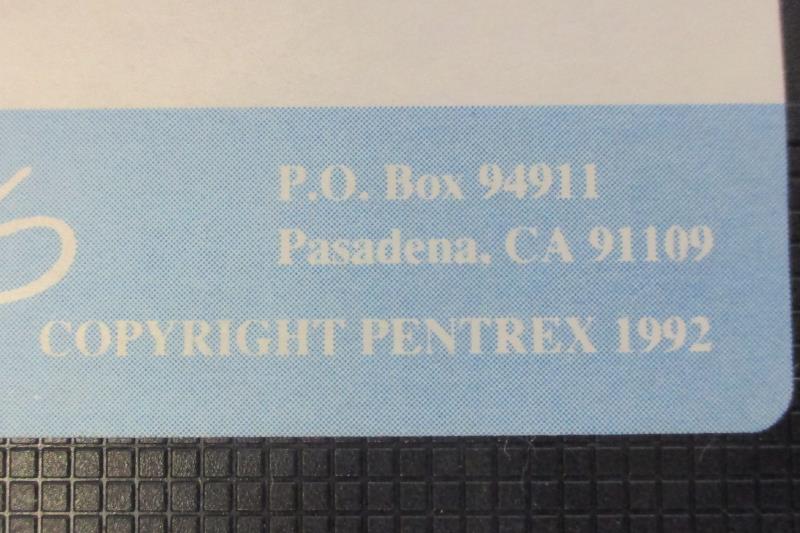 P.O. Box 94911
Pasadena, CA 91109
COPYRIGHT PENTREX 1992